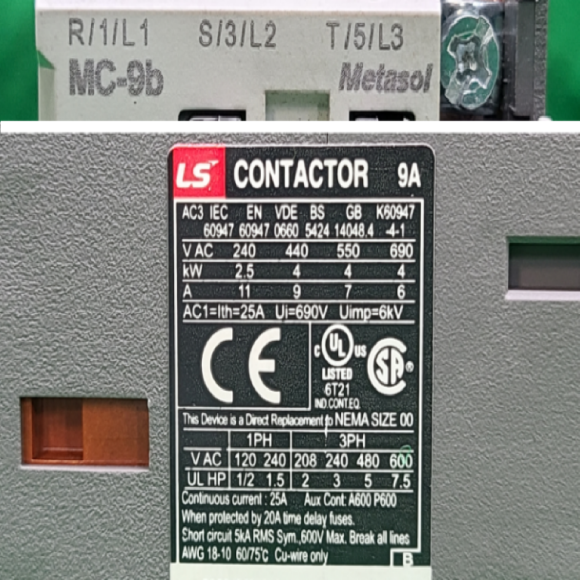 R/1/L1 S/3/L2 T/5/L3
MC-9b Metasol
LS CONTACTOR 9A
AC3 IEC EN VDE BS GB K60947
60947 60947 0660 5424 14048.4 -4-1
V AC 240 440 550 690
kW 2.5 4 4 4
A 11 9 7 6
AC1=Ith=25A Ui=690V Uimp=6kV
CE
C UL US SA ®
LISTED
6T21
IND.CONT.EQ.
This Device is a Direct Replacement to NEMA SIZE 00
1PH 3PH
V AC 120 240 208 240 480 600
UL HP 1/2 1.5 2 3 5 7.5
Continuous current : 25A Aux Cont: A600 P600
When protected by 20A time delay fuses.
Short circuit 5kA RMS Sym.,600V Max. Break all lines
AWG 18-10 60/75℃ Cu-wire only
B